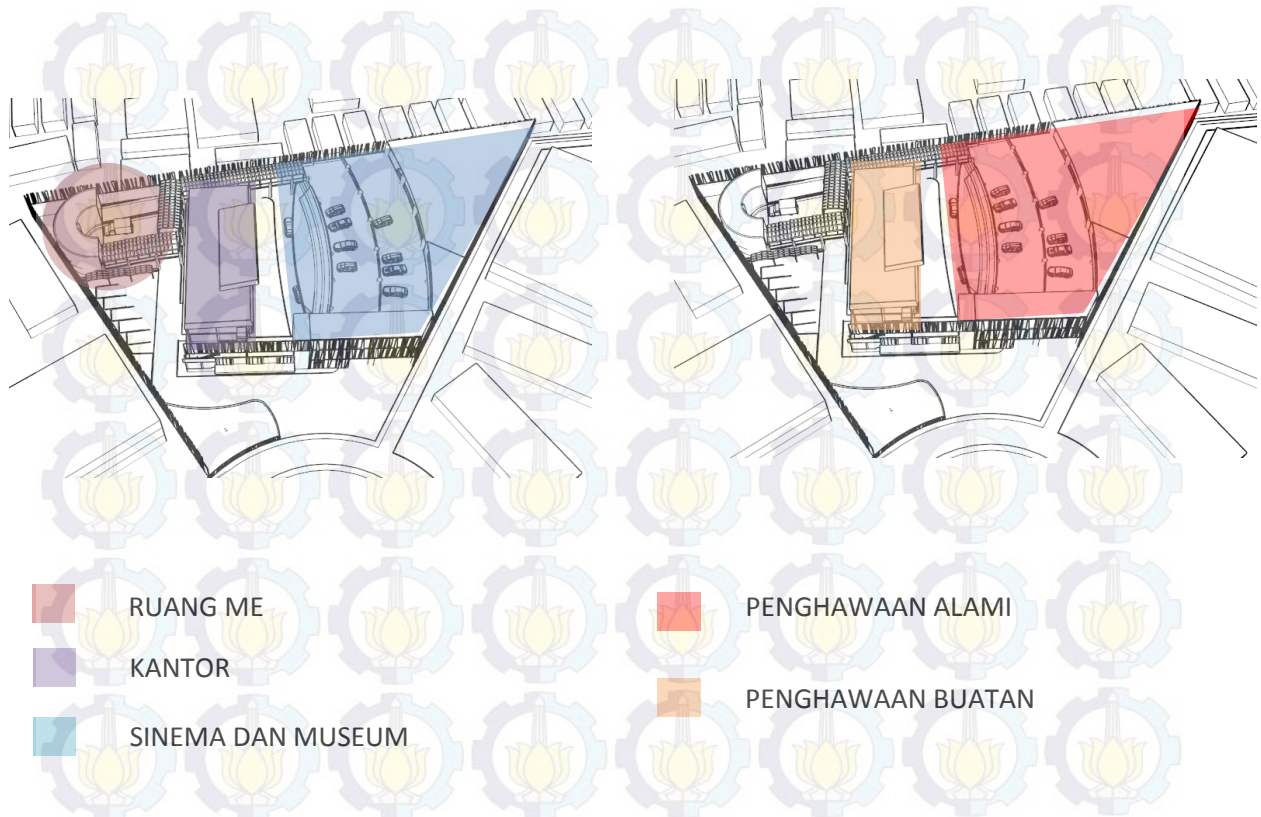 RUANG ME
KANTOR
SINEMA DAN MUSEUM
PENGHAWAAN ALAMI
PENGHAWAAN BUATAN